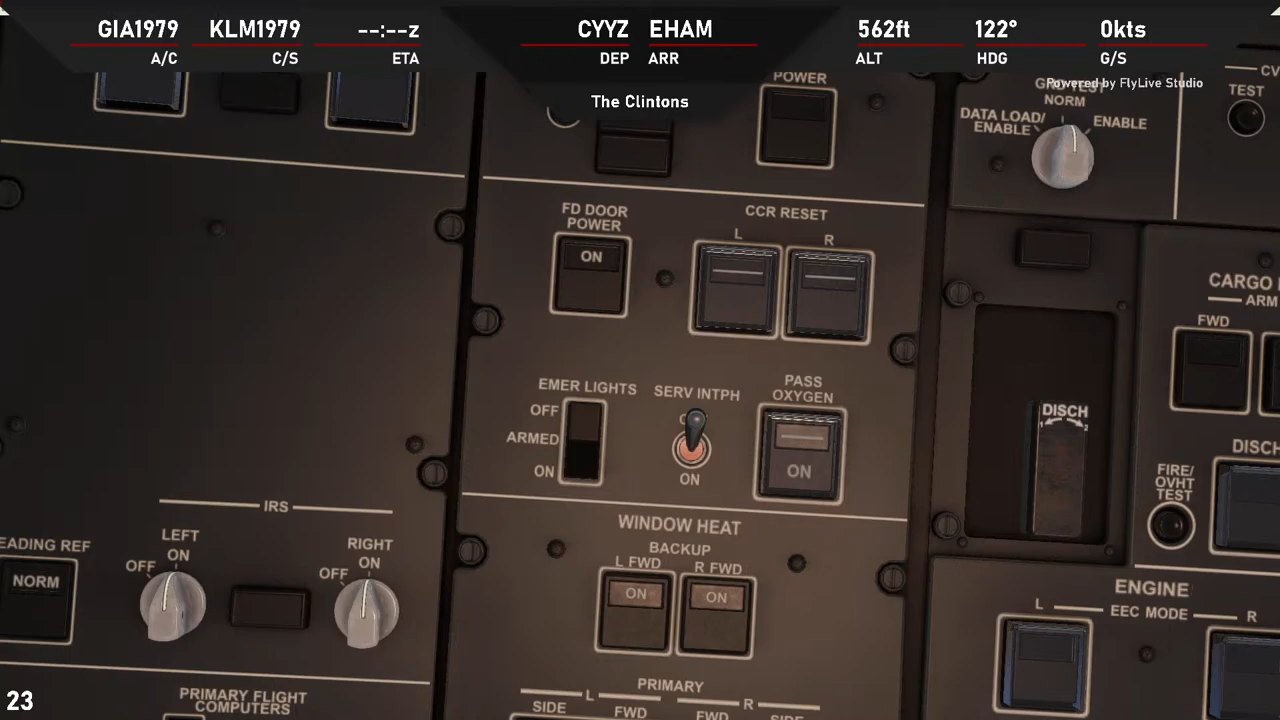 GIA1979
A/C
KLM1979
C/S
--:--z
ETA
CYYZ
DEP
EHAM
ARR
562ft
ALT
122°
HDG
0kts
G/S
The Clintons
Powered by FlyLive Studio
POWER
NORM
DATA LOAD/
ENABLE
ENABLE
TEST
FD DOOR
POWER
ON
CCR RESET
L
R
CARGO
ARM
FWD
EMER LIGHTS
OFF
ARMED
ON
SERV INTPH
ON
PASS
OXYGEN
ON
DISCH
1
2
DISCH
FIRE/
OVHT
TEST
IRS
LEFT
OFF
ON
RIGHT
OFF
ON
NORM
WINDOW HEAT
BACKUP
L FWD
R FWD
ON
ON
ENGINE
L
EEC MODE
R
PRIMARY FLIGHT
COMPUTERS
PRIMARY
L
R
SIDE
FWD
FWD
SIDE
23